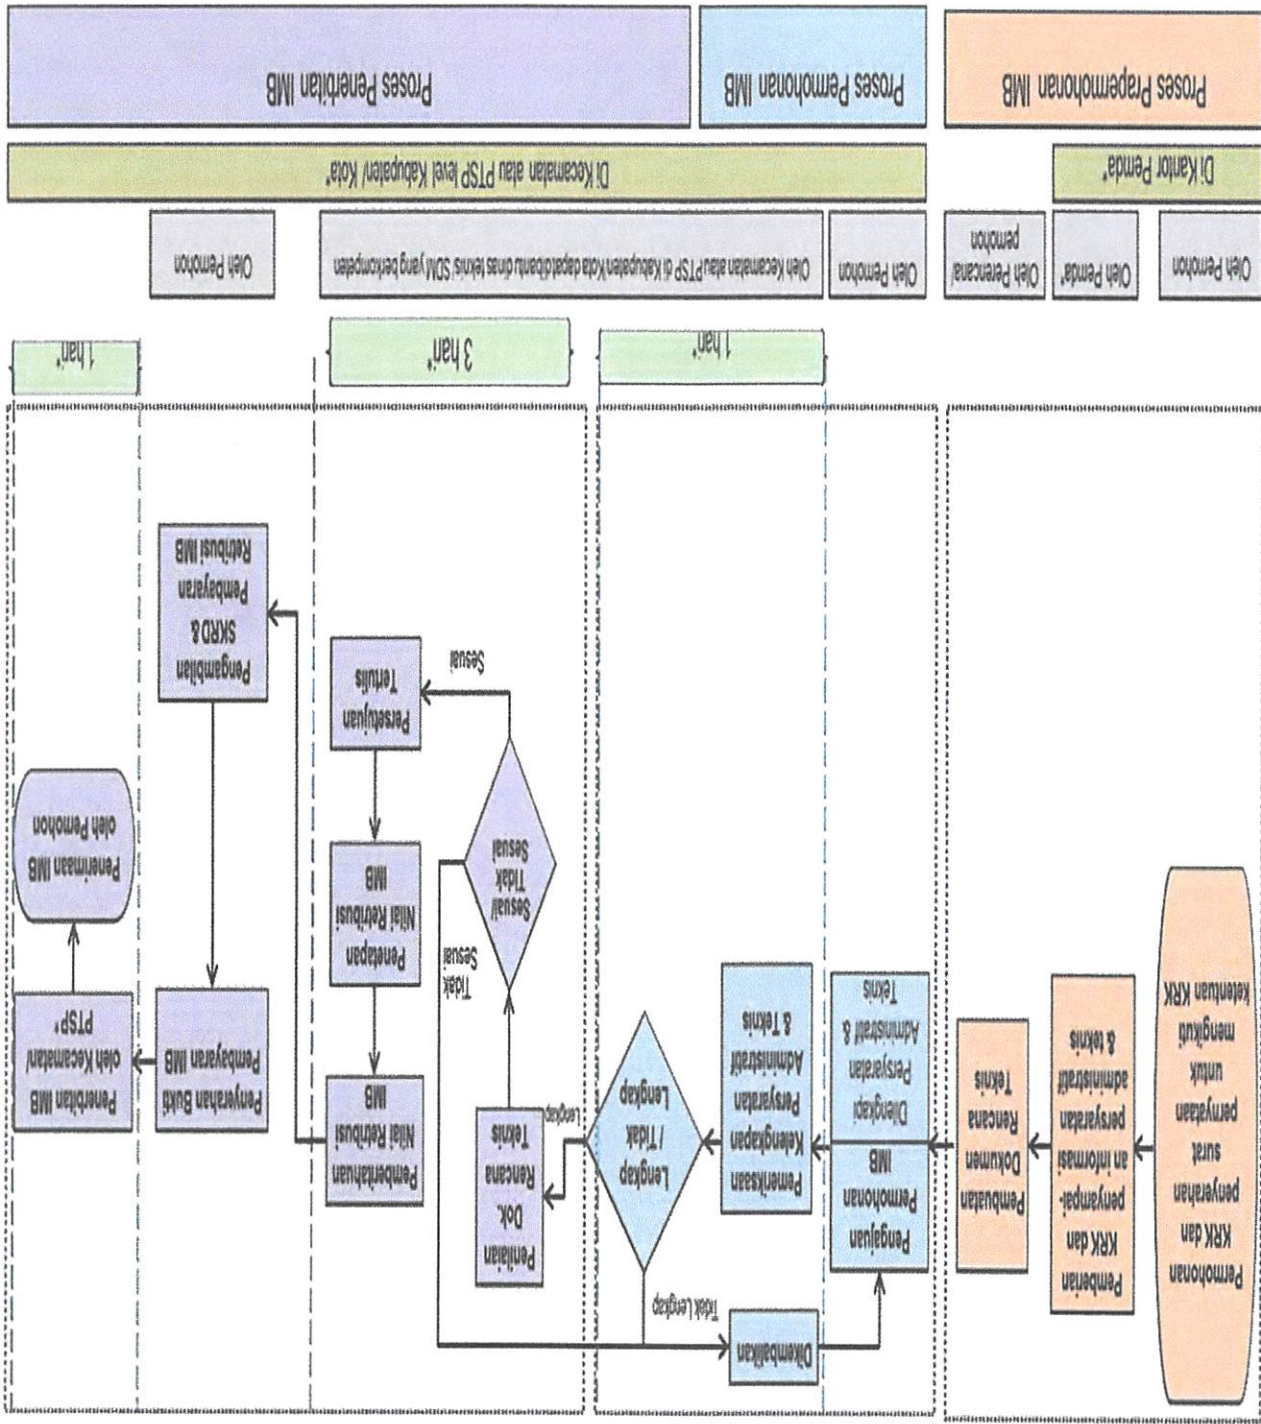 Permohonan
KRK dan
penyerahan
surat
pernyataan
untuk
mengikuti
ketentuan KRK
Pemberian
KRK dan
penyampai-
an informasi
persyaratan
administratif
& teknis
Pembuatan
Dokumen
Rencana
Teknis
Pengajuan
Permohonan
IMB
Dilengkapi
Persyaratan
Administratif &
Teknis
Dikembalikan
Tidak Lengkap
Pemeriksaan
Kelengkapan
Persyaratan
Administratif
& Teknis
Lengkap
/ Tidak
Lengkap
Lengkap
Penilaian
Dok.
Rencana
Teknis
Tidak
Sesuai
Sesuai/
Tidak
Sesuai
Sesuai
Pemberitahuan
Nilai Retribusi
IMB
Penetapan
Nilai Retribusi
IMB
Persetujuan
Tertulis
Penyerahan Bukti
Pembayaran IMB
Pengambilan
SKRD &
Pembayaran
Retribusi IMB
Penerbitan IMB
oleh Kecamatan/
PTSP*
Penerimaan IMB
oleh Pemohon
1 hari*
3 hari*
1 hari*
Oleh Pemohon
Oleh Pemda*
Oleh Perencana/
pemohon
Oleh Pemohon
Oleh Kecamatan atau PTSP di Kabupaten/ Kota dapat dibantu dinas teknis/ SDM yang berkompeten
Oleh Pemohon
Di Kantor Pemda*
Di Kecamatan atau PTSP level Kabupaten/ Kota*
Proses Prapermohonan IMB
Proses Permohonan IMB
Proses Penerbitan IMB